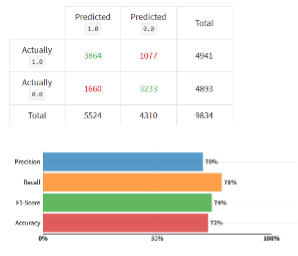 Predicted Predicted Total
1.0 0.0
Actually 3864 1077 4941
1.0
Actually 1660 3233 4893
0.0
Total 5524 4310 9834
Precision 70%
Recall 78%
F1-Score 74%
Accuracy 72%
0% 50% 100%